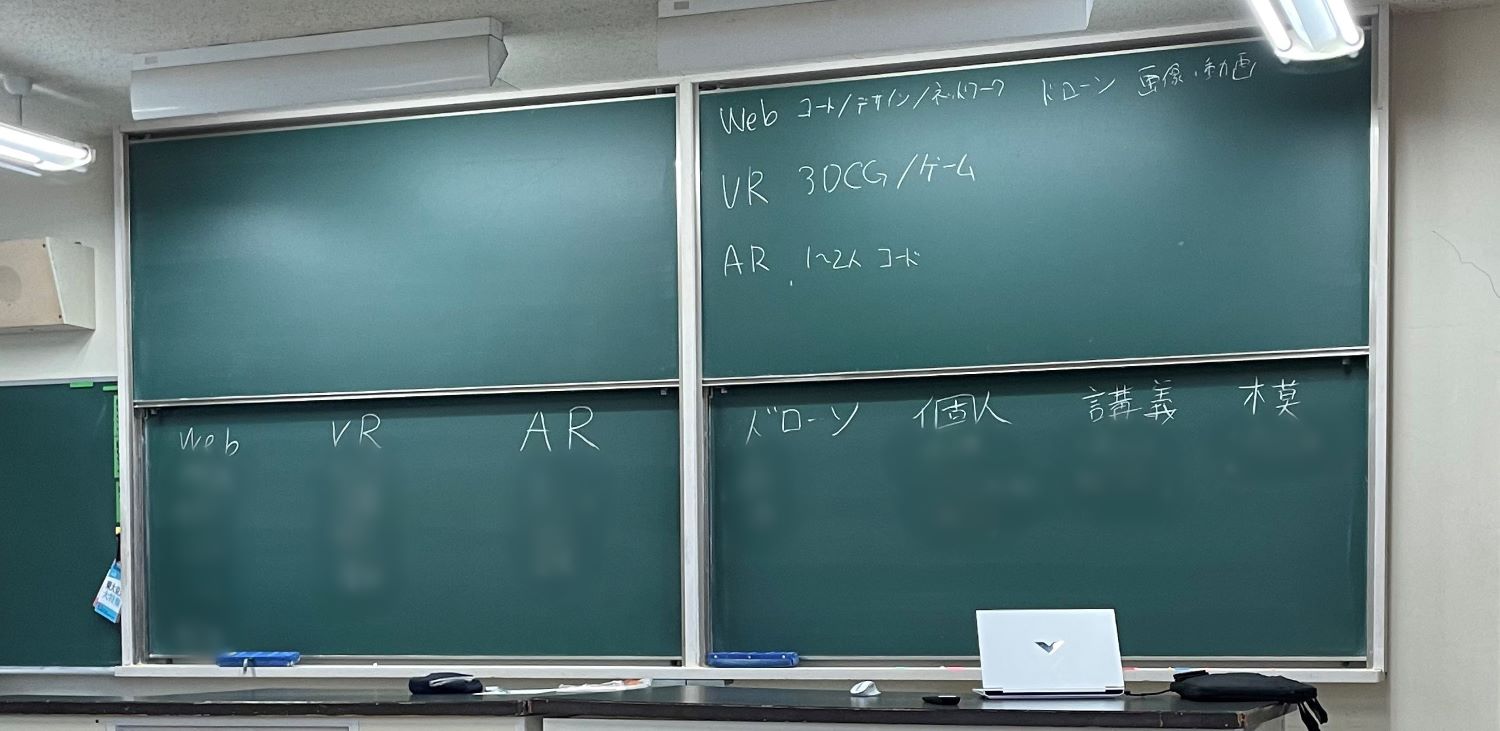 Web コード/デザイン/ネットワーク ドローン 画像・動画
VR 3DCG/ゲーム
AR 1~2人 コード
Web VR AR
ドローン 個人 講義 木莫